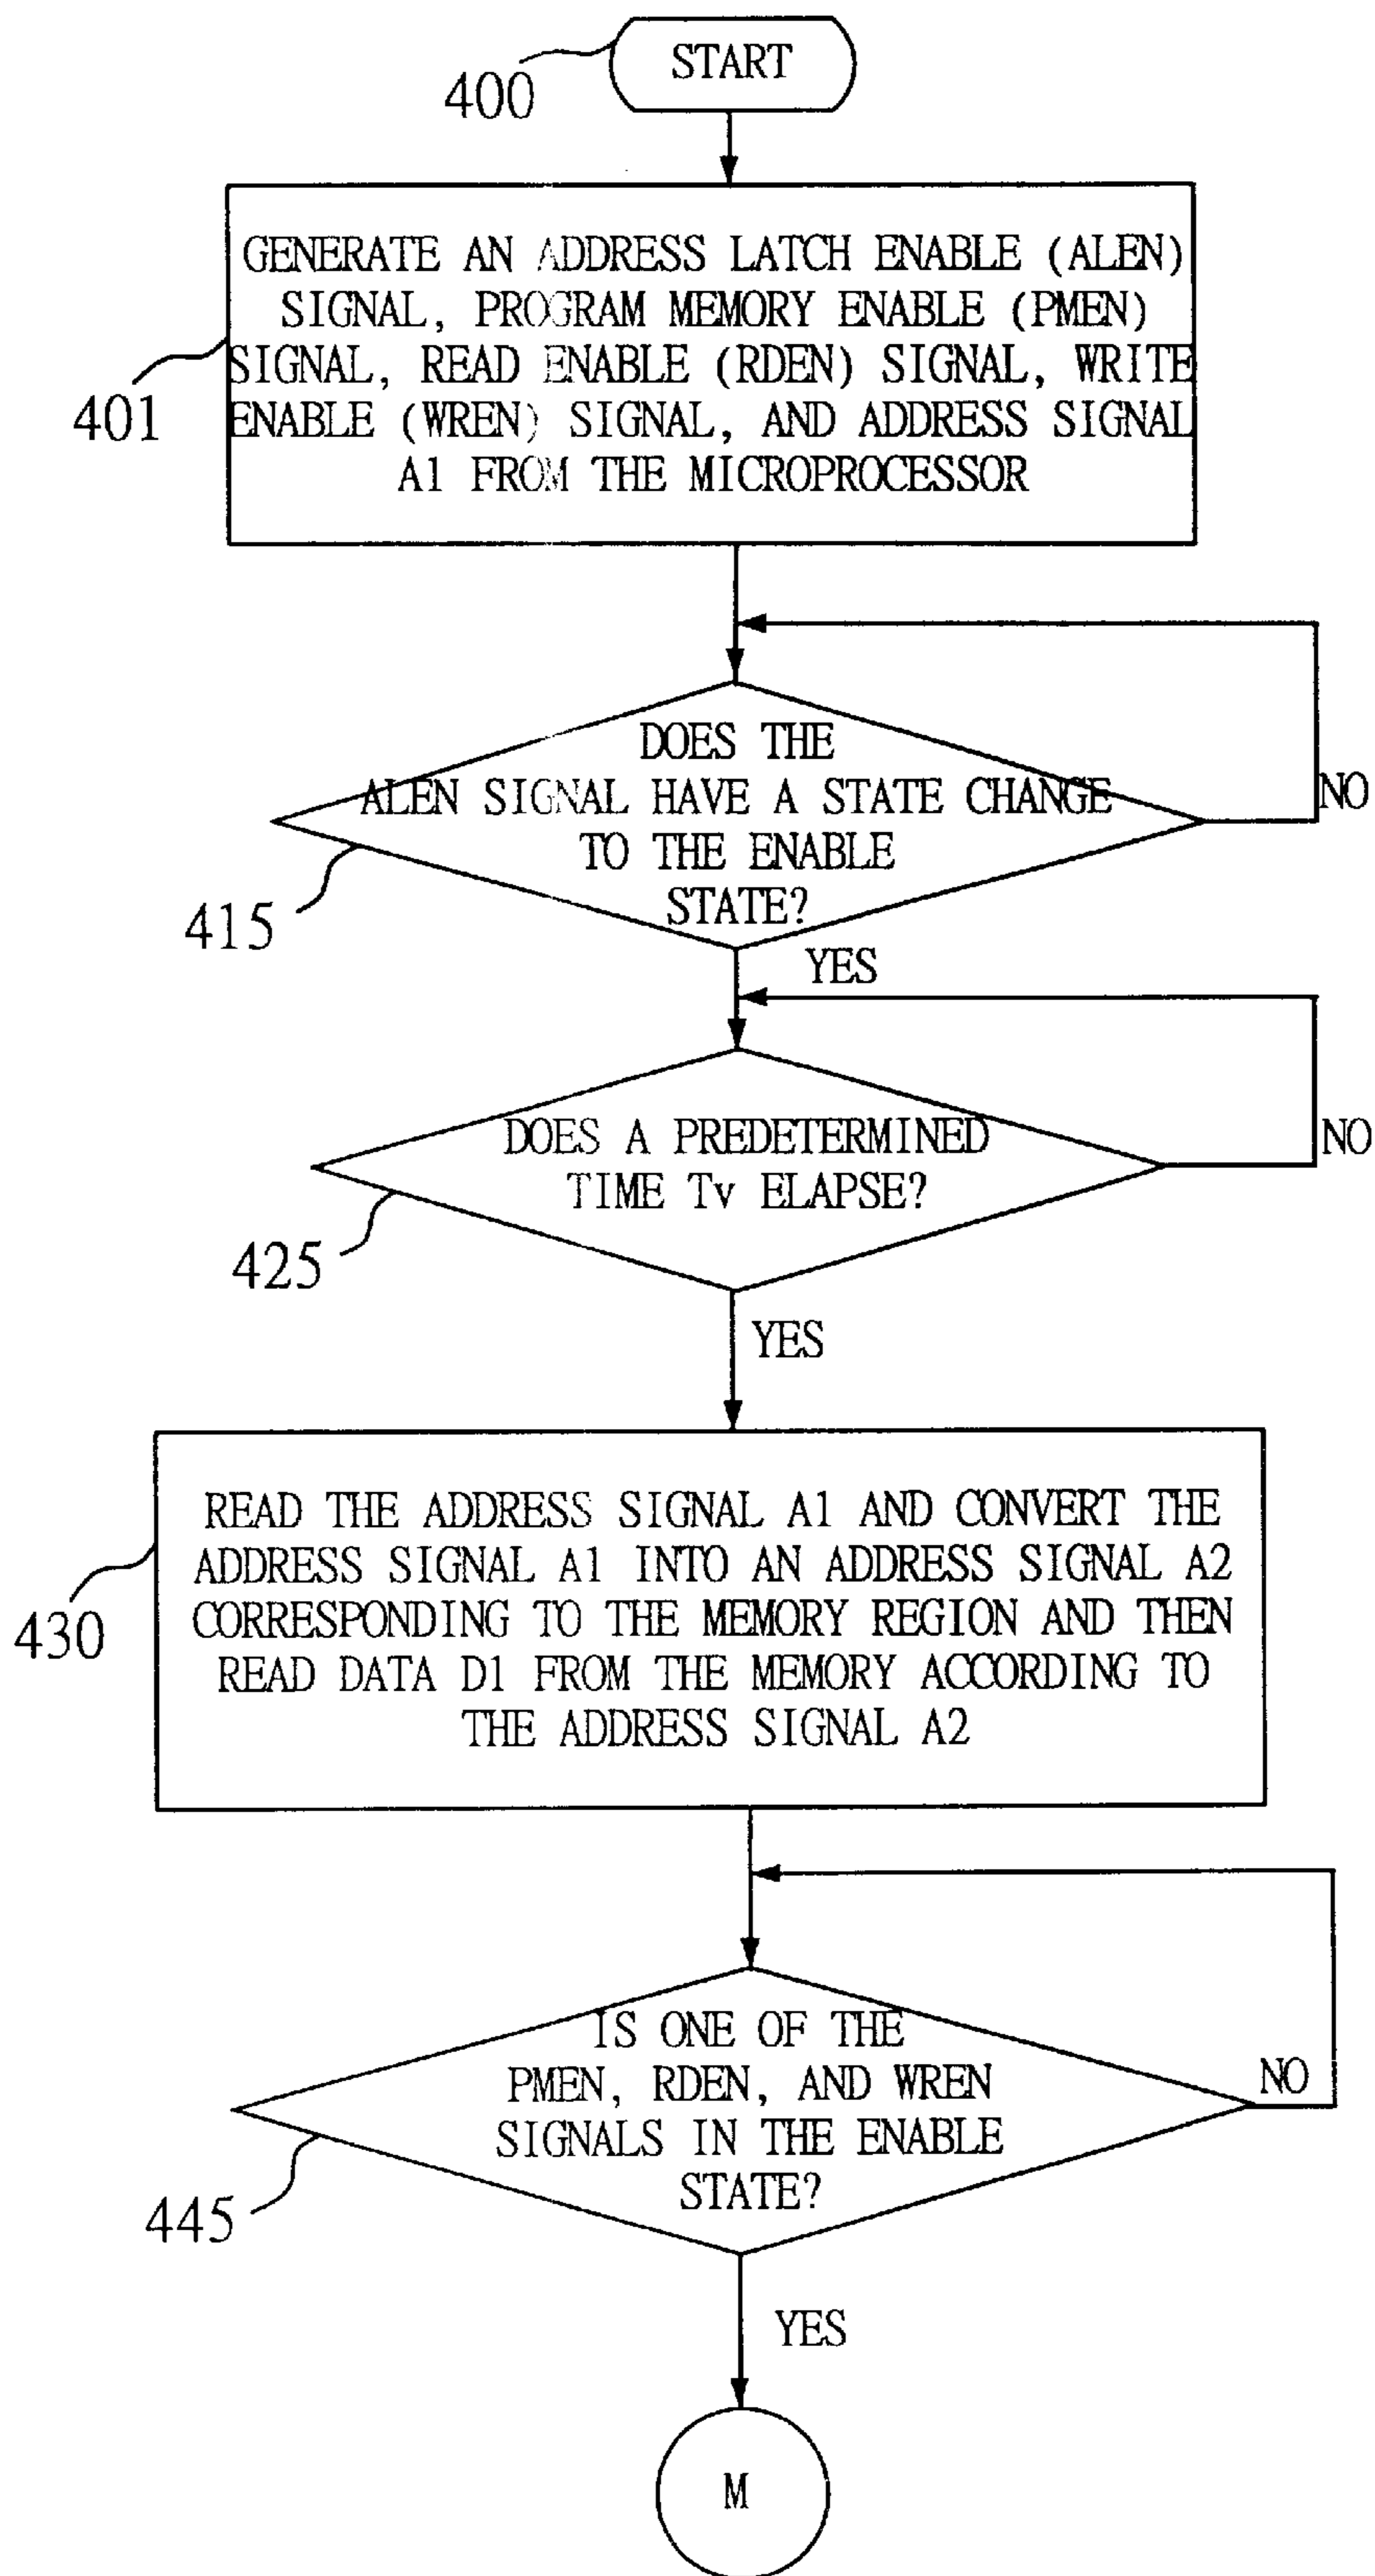 START
400
GENERATE AN ADDRESS LATCH ENABLE (ALEN)
SIGNAL, PROGRAM MEMORY ENABLE (PMEN)
SIGNAL, READ ENABLE (RDEN) SIGNAL, WRITE
ENABLE (WREN) SIGNAL, AND ADDRESS SIGNAL
A1 FROM THE MICROPROCESSOR
401
DOES THE
ALEN SIGNAL HAVE A STATE CHANGE
TO THE ENABLE
STATE?
NO
415
YES
DOES A PREDETERMINED
TIME Tv ELAPSE?
NO
425
YES
READ THE ADDRESS SIGNAL A1 AND CONVERT THE
ADDRESS SIGNAL A1 INTO AN ADDRESS SIGNAL A2
CORRESPONDING TO THE MEMORY REGION AND THEN
READ DATA D1 FROM THE MEMORY ACCORDING TO
THE ADDRESS SIGNAL A2
430
IS ONE OF THE
PMEN, RDEN, AND WREN
SIGNALS IN THE ENABLE
STATE?
NO
445
YES
M